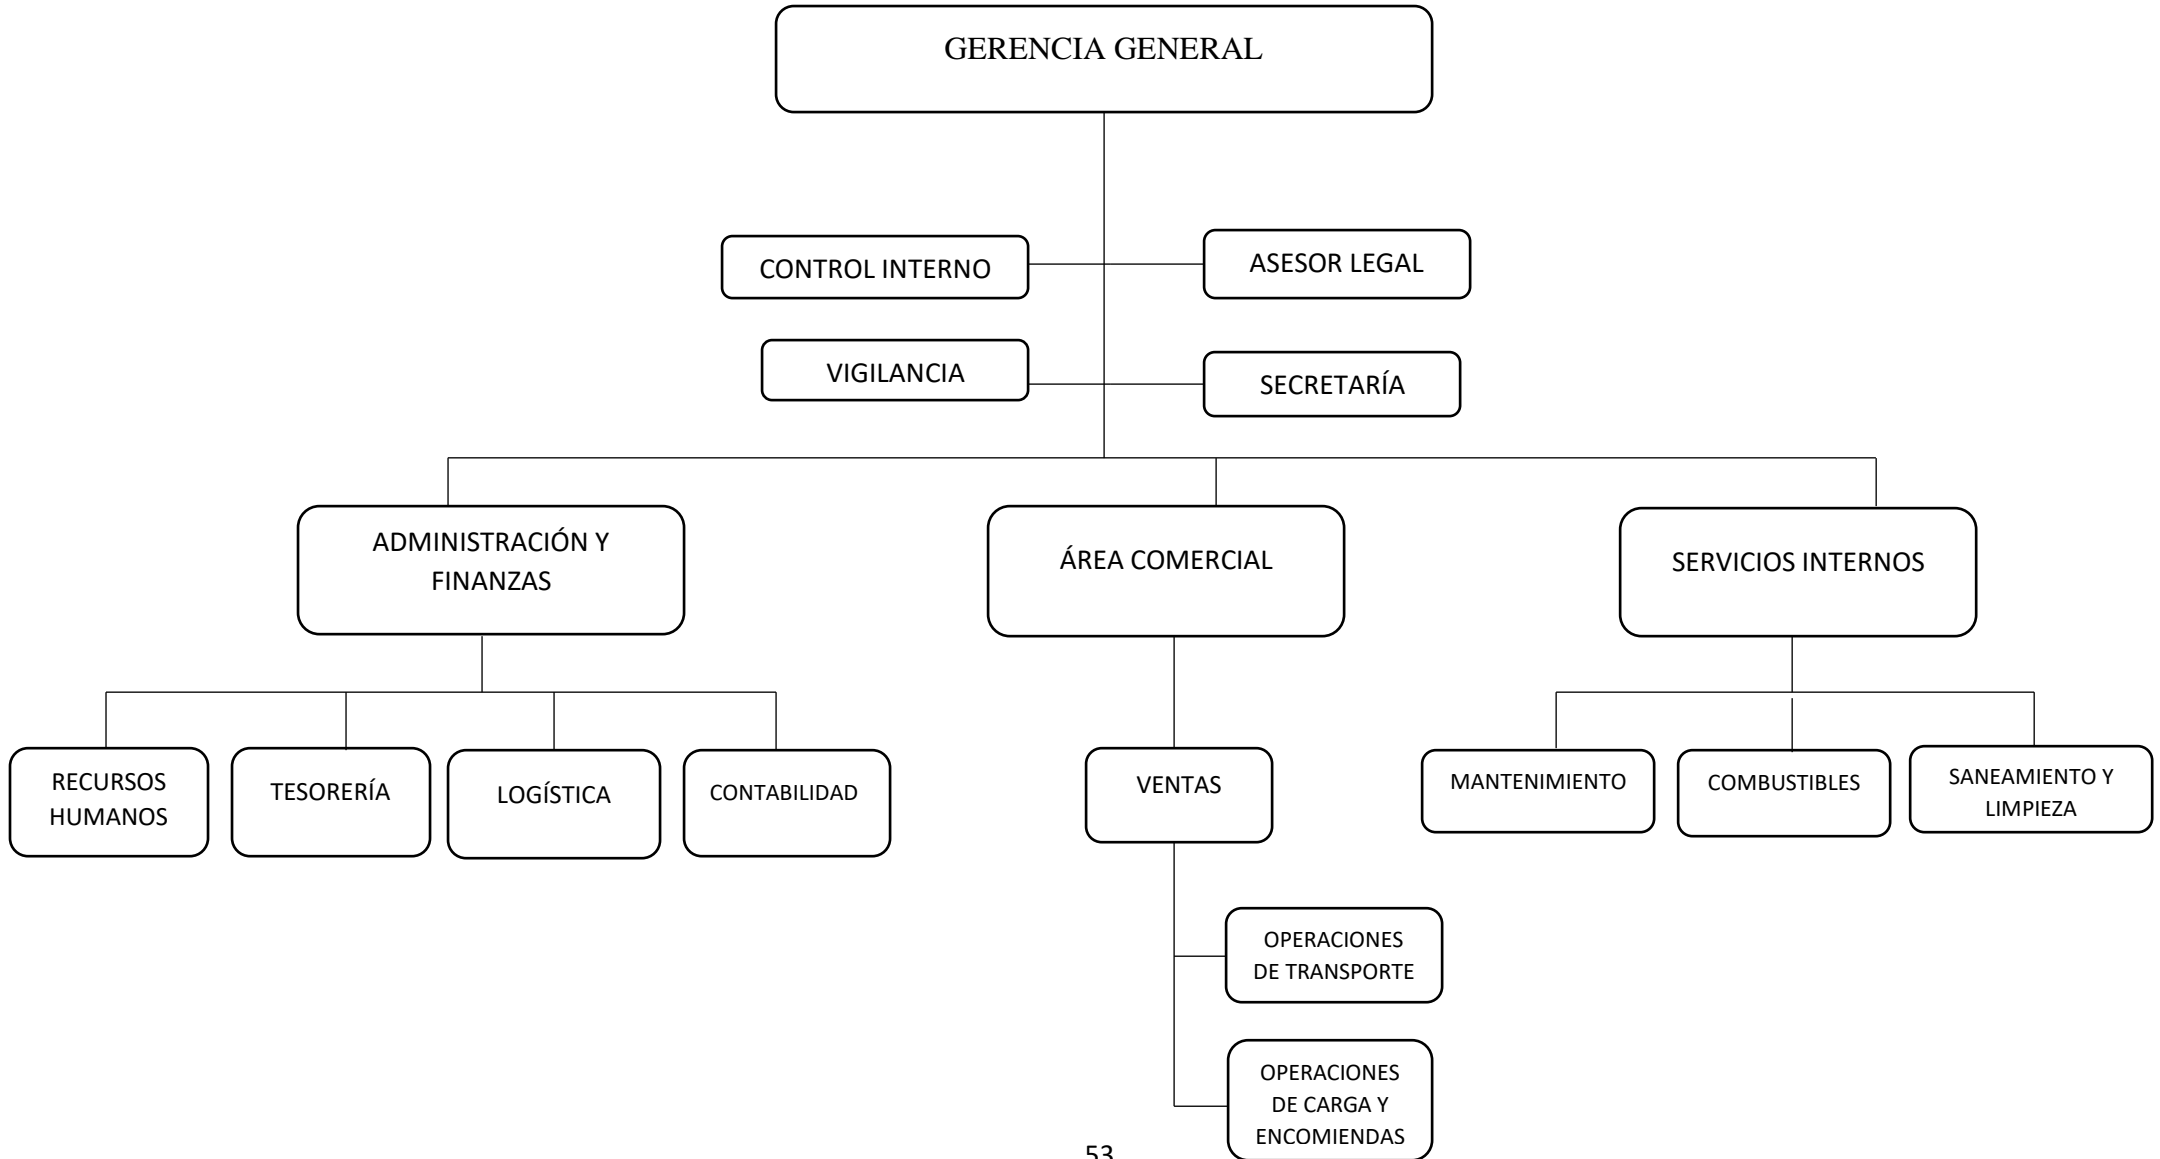 GERENCIA GENERAL
CONTROL INTERNO
ASESOR LEGAL
VIGILANCIA
SECRETARÍA
ADMINISTRACIÓN Y
FINANZAS
ÁREA COMERCIAL
SERVICIOS INTERNOS
RECURSOS
HUMANOS
TESORERÍA
LOGÍSTICA
CONTABILIDAD
VENTAS
MANTENIMIENTO
COMBUSTIBLES
SANEAMIENTO Y
LIMPIEZA
OPERACIONES
DE TRANSPORTE
OPERACIONES
DE CARGA Y
ENCOMIENDAS
53